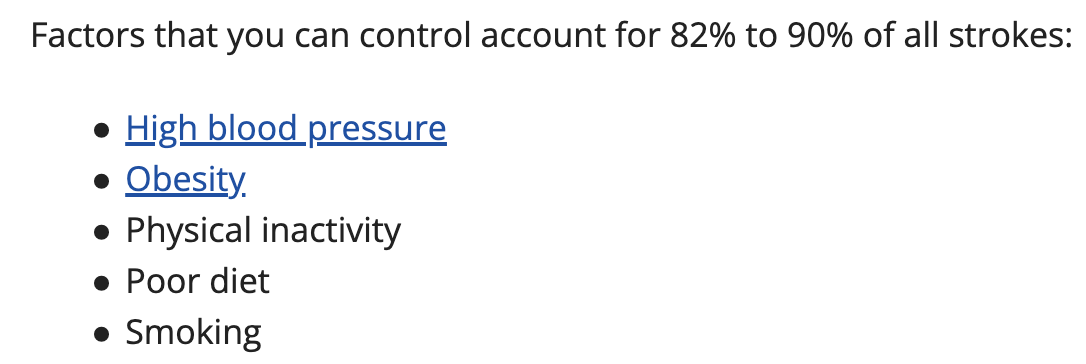 Factors that you can control account for 82% to 90% of all strokes:
• High blood pressure
• Obesity
• Physical inactivity
• Poor diet
• Smoking